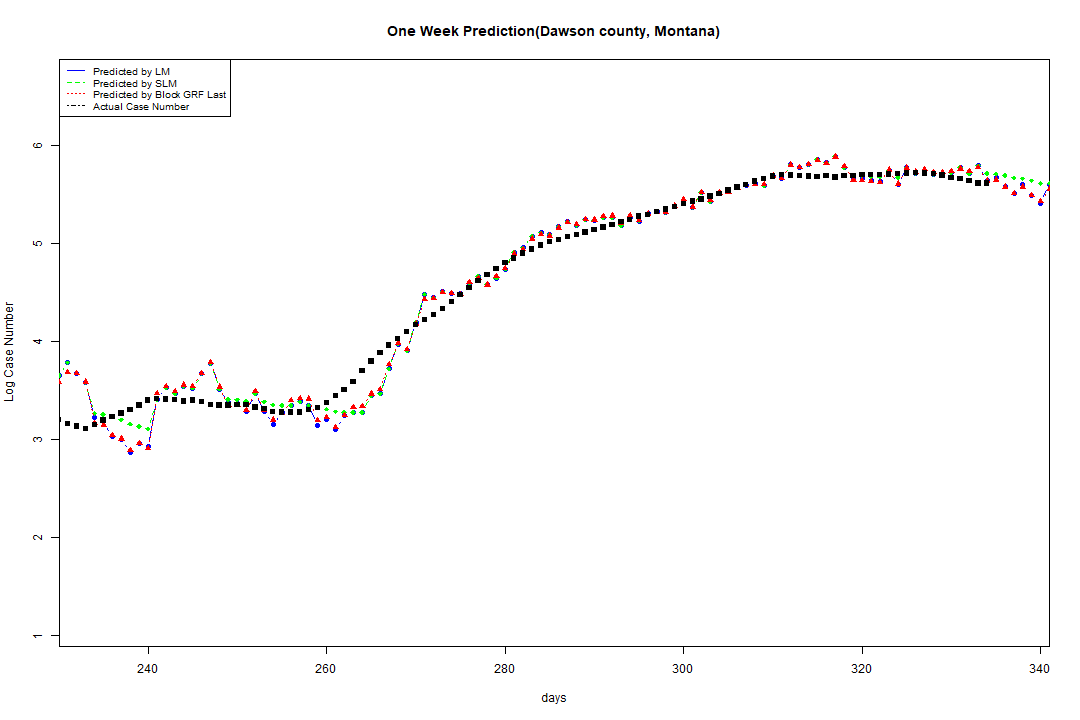 One Week Prediction(Dawson county, Montana)
Predicted by LM
Predicted by SLM
Predicted by Block GRF Last
Actual Case Number
6
5
4
3
2
1
Log Case Number
240 260 280 300 320 340
days